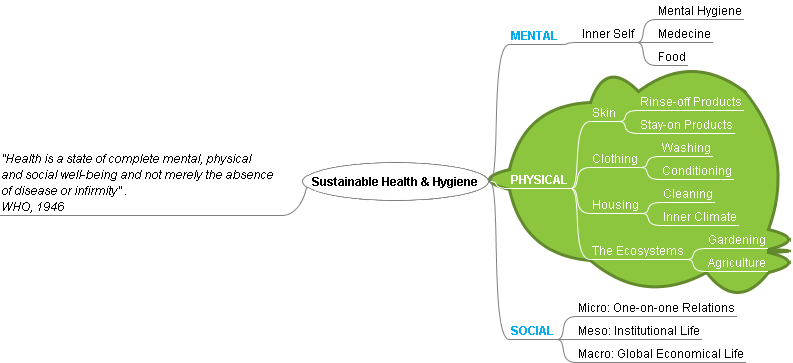 "Health is a state of complete mental, physical
and social well-being and not merely the absence
of disease or infirmity" .
WHO, 1946
Sustainable Health & Hygiene
MENTAL
Inner Self
Mental Hygiene
Medecine
Food
PHYSICAL
Skin
Rinse-off Products
Stay-on Products
Clothing
Washing
Conditioning
Housing
Cleaning
Inner Climate
The Ecosystems
Gardening
Agriculture
SOCIAL
Micro: One-on-one Relations
Meso: Institutional Life
Macro: Global Economical Life